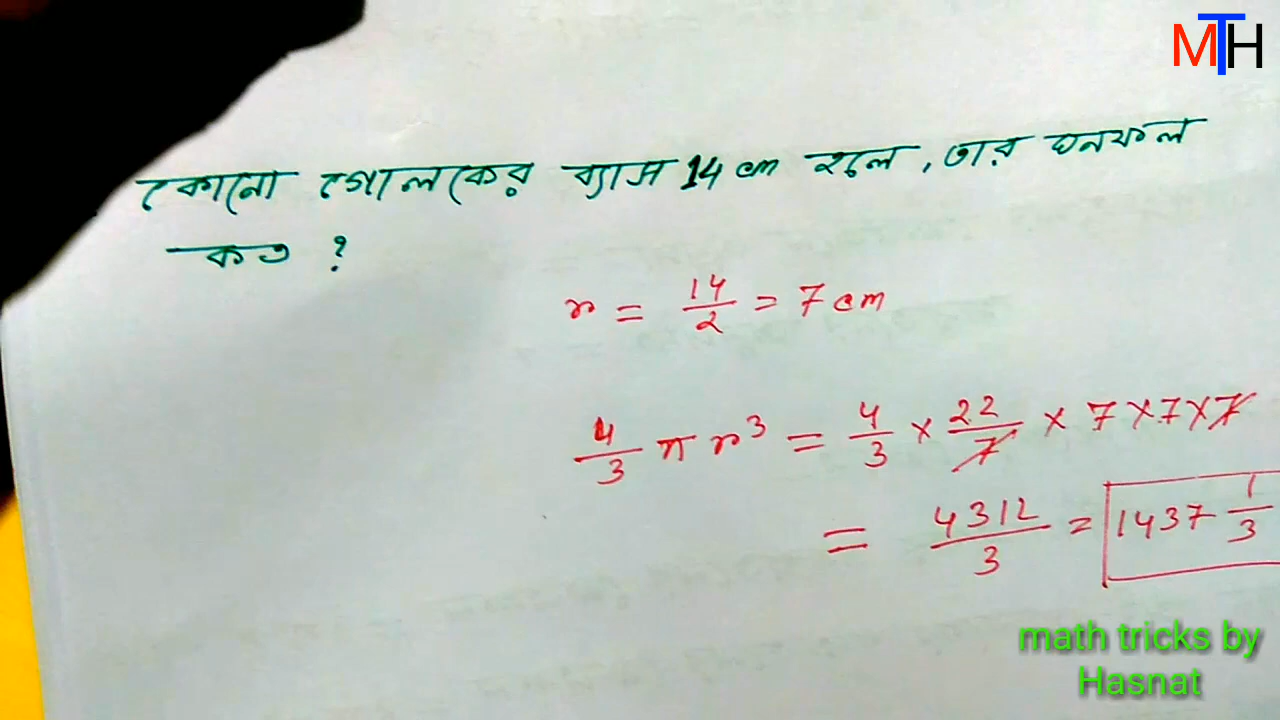 MTH
কোনো গোলকের ব্যাস 14 cm হলে, তার ঘনফল
কত ?
r = 14/2 = 7 cm
4/3 π r³ = 4/3 × 22/7 × 7×7×7
= 4312/3 = 1437 1/3
math tricks by
Hasnat